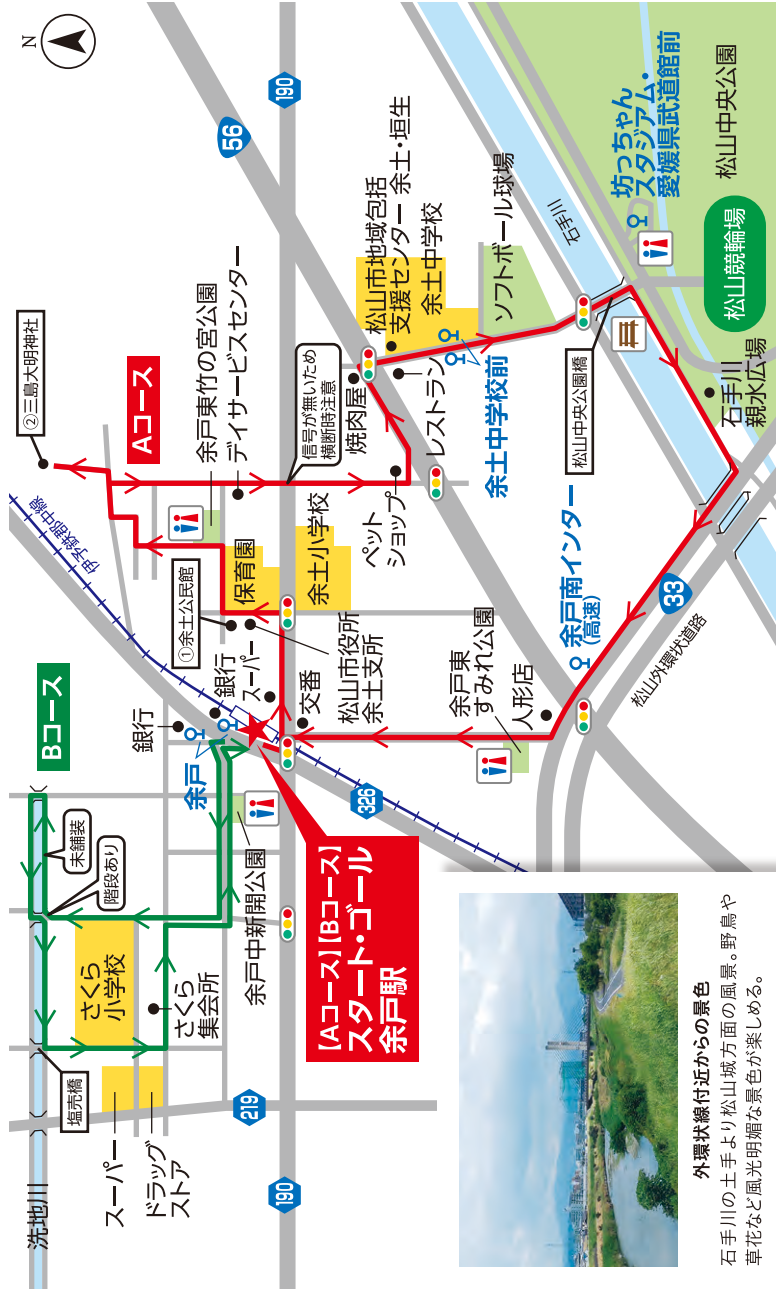 N
②三島大明神社
Aコース
伊予鉄郡中線
余戸東竹の宮公園
デイサービスセンター
190
56
信号が無いため
横断時注意
焼肉屋
松山市地域包括
支援センター 余土・垣生
余土中学校
ソフトボール球場
石手川
坊っちゃん
スタジアム・
愛媛県武道館前
松山中央公園
松山競輪場
石手川
親水広場
松山中央公園橋
余土中学校前
レストラン
ペット
ショップ
保育園
余土小学校
①余土公民館
松山市役所
余土支所
銀行
スーパー
交番
余戸東
すみれ公園
人形店
余戸南インター
(高速)
33
松山外環状道路
Bコース
銀行
余戸
326
未舗装
階段あり
さくら
小学校
さくら
集会所
余戸中新開公園
【Aコース】【Bコース】
スタート・ゴール
余戸駅
塩売橋
洗地川
スーパー
ドラッグ
ストア
219
190
外環状線付近からの景色
石手川の土手より松山城方面の風景。野鳥や
草花など風光明媚な景色が楽しめる。